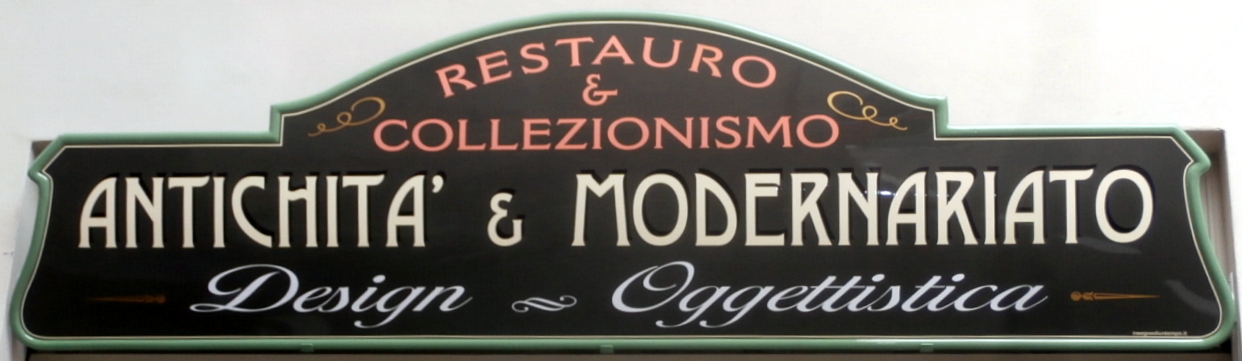 RESTAURO
&
COLLEZIONISMO
ANTICHITA' & MODERNARIATO
Design Oggettistica